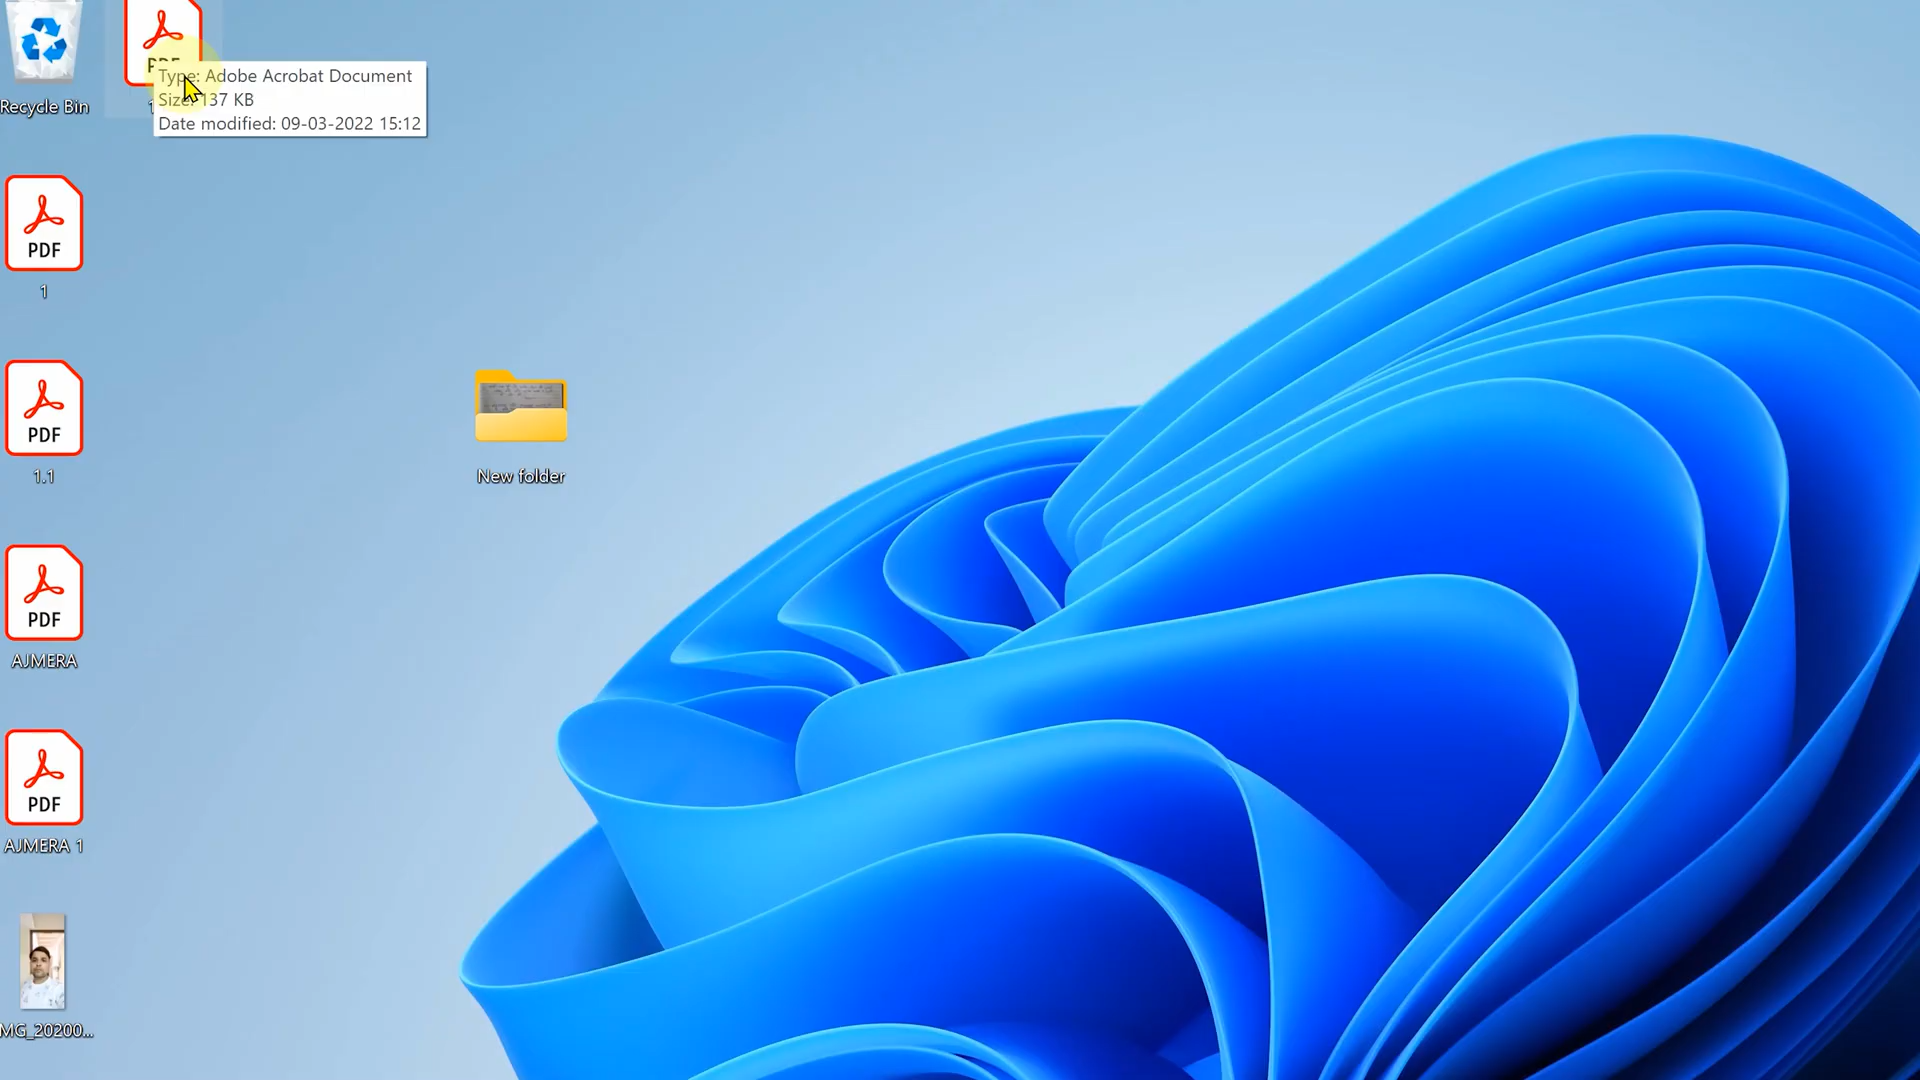 Recycle Bin
Type: Adobe Acrobat Document
Size: 137 KB
Date modified: 09-03-2022 15:12
PDF
1
PDF
1.1
New folder
PDF
AJMERA
PDF
AJMERA 1
MG_20200...